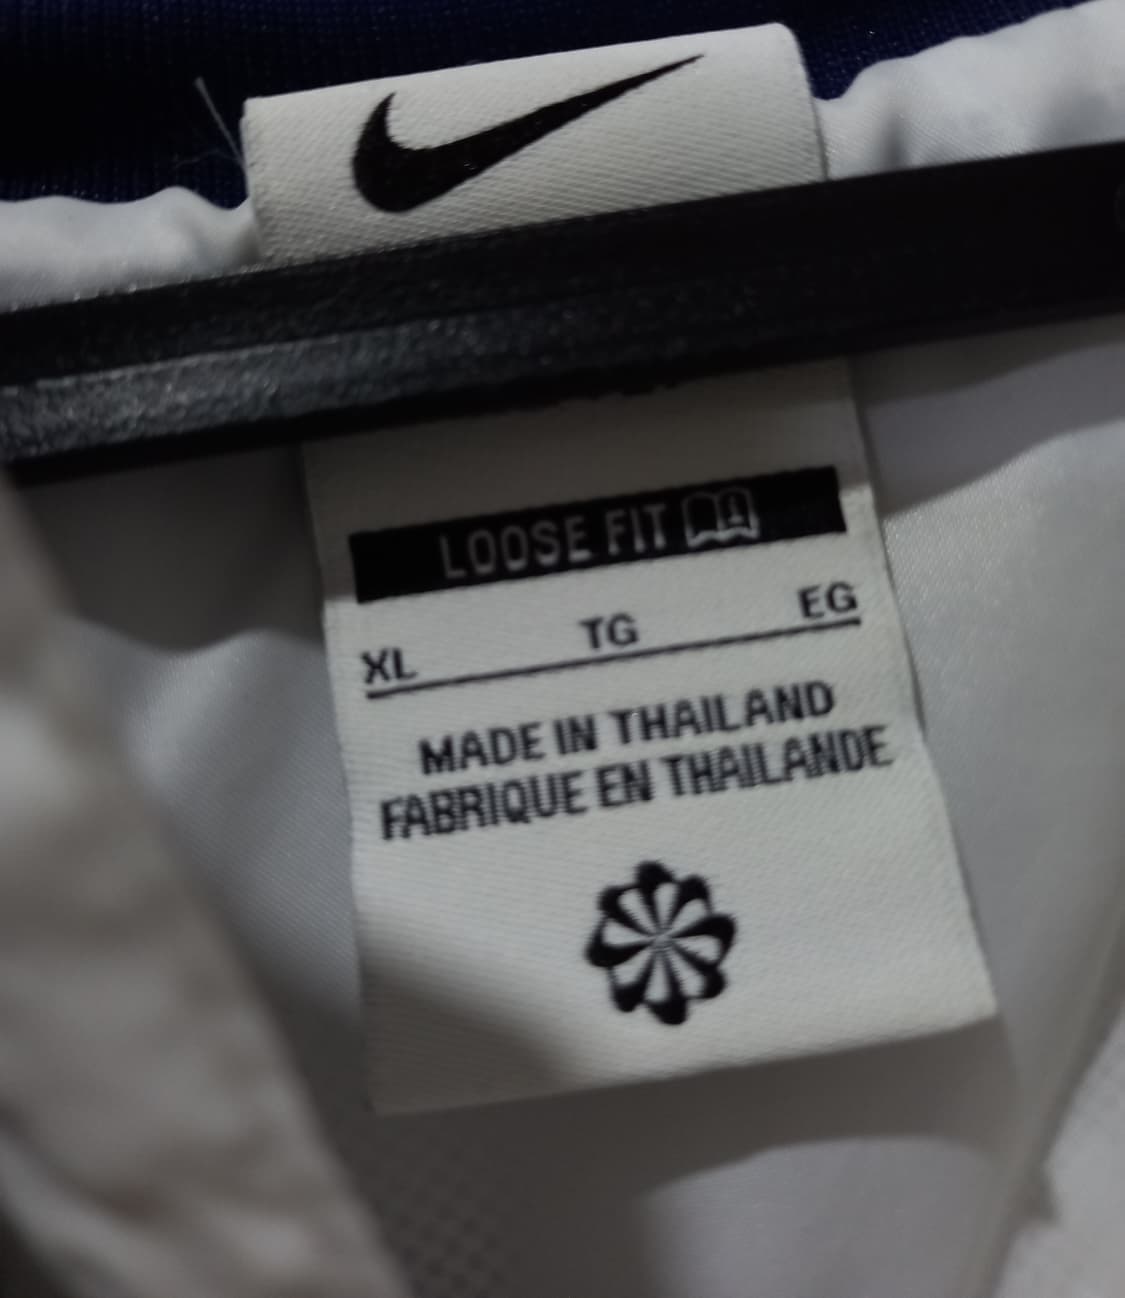 LOOSE FIT
XL TG EG
MADE IN THAILAND
FABRIQUE EN THAILANDE